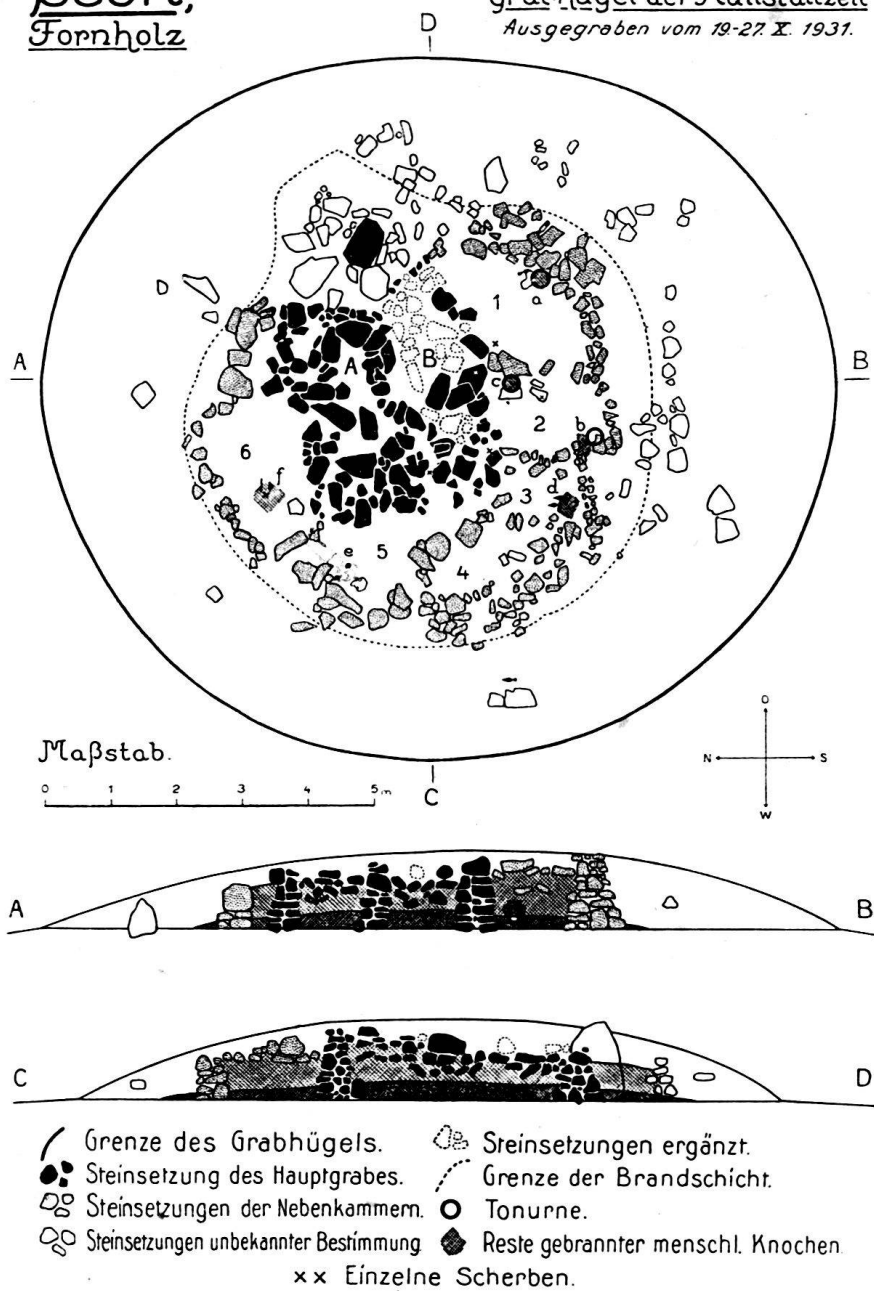 Fornholz
Ausgegraben vom 19.-27. X. 1931.
D
A
B
1
a
A
B
x
c
2
b
6
f
3
d
x
e
5
4
Maßstab.
0 1 2 3 4 5 m
C
O
N S
W
A B
C D
Grenze des Grabhügels.
Steinsetzung des Hauptgrabes.
Steinsetzungen der Nebenkammern.
Steinsetzungen unbekannter Bestimmung
Steinsetzungen ergänzt.
Grenze der Brandschicht.
Tonurne.
Reste gebrannter menschl. Knochen.
x x Einzelne Scherben.